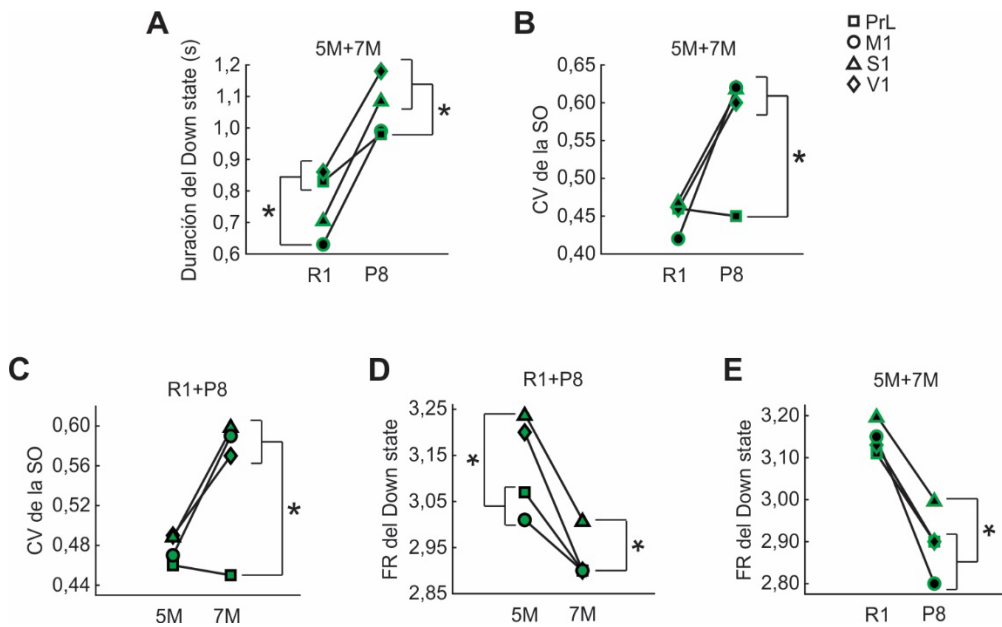 A
5M+7M
Duración del Down state (s)
1,2
1,1
1,0
0,9
0,8
0,7
0,6
*
*
R1 P8
B
5M+7M
CV de la SO
0,65
0,60
0,55
0,50
0,45
0,40
*
R1 P8
PrL
M1
S1
V1
C
R1+P8
CV de la SO
0,60
0,56
0,52
0,48
0,44
*
5M 7M
D
R1+P8
FR del Down state
3,25
3,15
3,05
2,95
2,85
*
*
5M 7M
E
5M+7M
FR del Down state
3,20
3,10
3,00
2,90
2,80
*
R1 P8